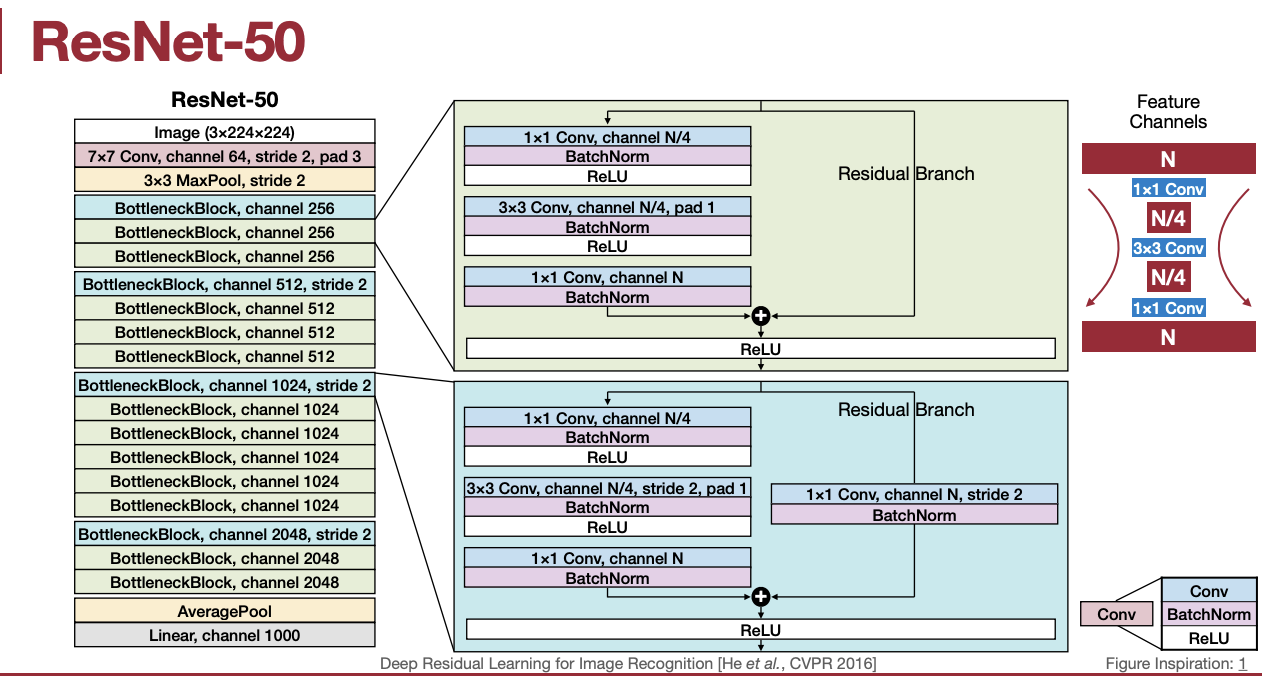 ResNet-50
ResNet-50
Image (3×224×224)
7×7 Conv, channel 64, stride 2, pad 3
3×3 MaxPool, stride 2
BottleneckBlock, channel 256
BottleneckBlock, channel 256
BottleneckBlock, channel 256
BottleneckBlock, channel 512, stride 2
BottleneckBlock, channel 512
BottleneckBlock, channel 512
BottleneckBlock, channel 512
BottleneckBlock, channel 1024, stride 2
BottleneckBlock, channel 1024
BottleneckBlock, channel 1024
BottleneckBlock, channel 1024
BottleneckBlock, channel 1024
BottleneckBlock, channel 1024
BottleneckBlock, channel 2048, stride 2
BottleneckBlock, channel 2048
BottleneckBlock, channel 2048
AveragePool
Linear, channel 1000
1×1 Conv, channel N/4
BatchNorm
ReLU
3×3 Conv, channel N/4, pad 1
BatchNorm
ReLU
1×1 Conv, channel N
BatchNorm
Residual Branch
+
ReLU
1×1 Conv, channel N/4
BatchNorm
ReLU
3×3 Conv, channel N/4, stride 2, pad 1
BatchNorm
ReLU
1×1 Conv, channel N
BatchNorm
Residual Branch
1×1 Conv, channel N, stride 2
BatchNorm
+
ReLU
Feature
Channels
N
1×1 Conv
N/4
3×3 Conv
N/4
1×1 Conv
N
Conv
Conv
BatchNorm
ReLU
Deep Residual Learning for Image Recognition [He et al., CVPR 2016]
Figure Inspiration: 1